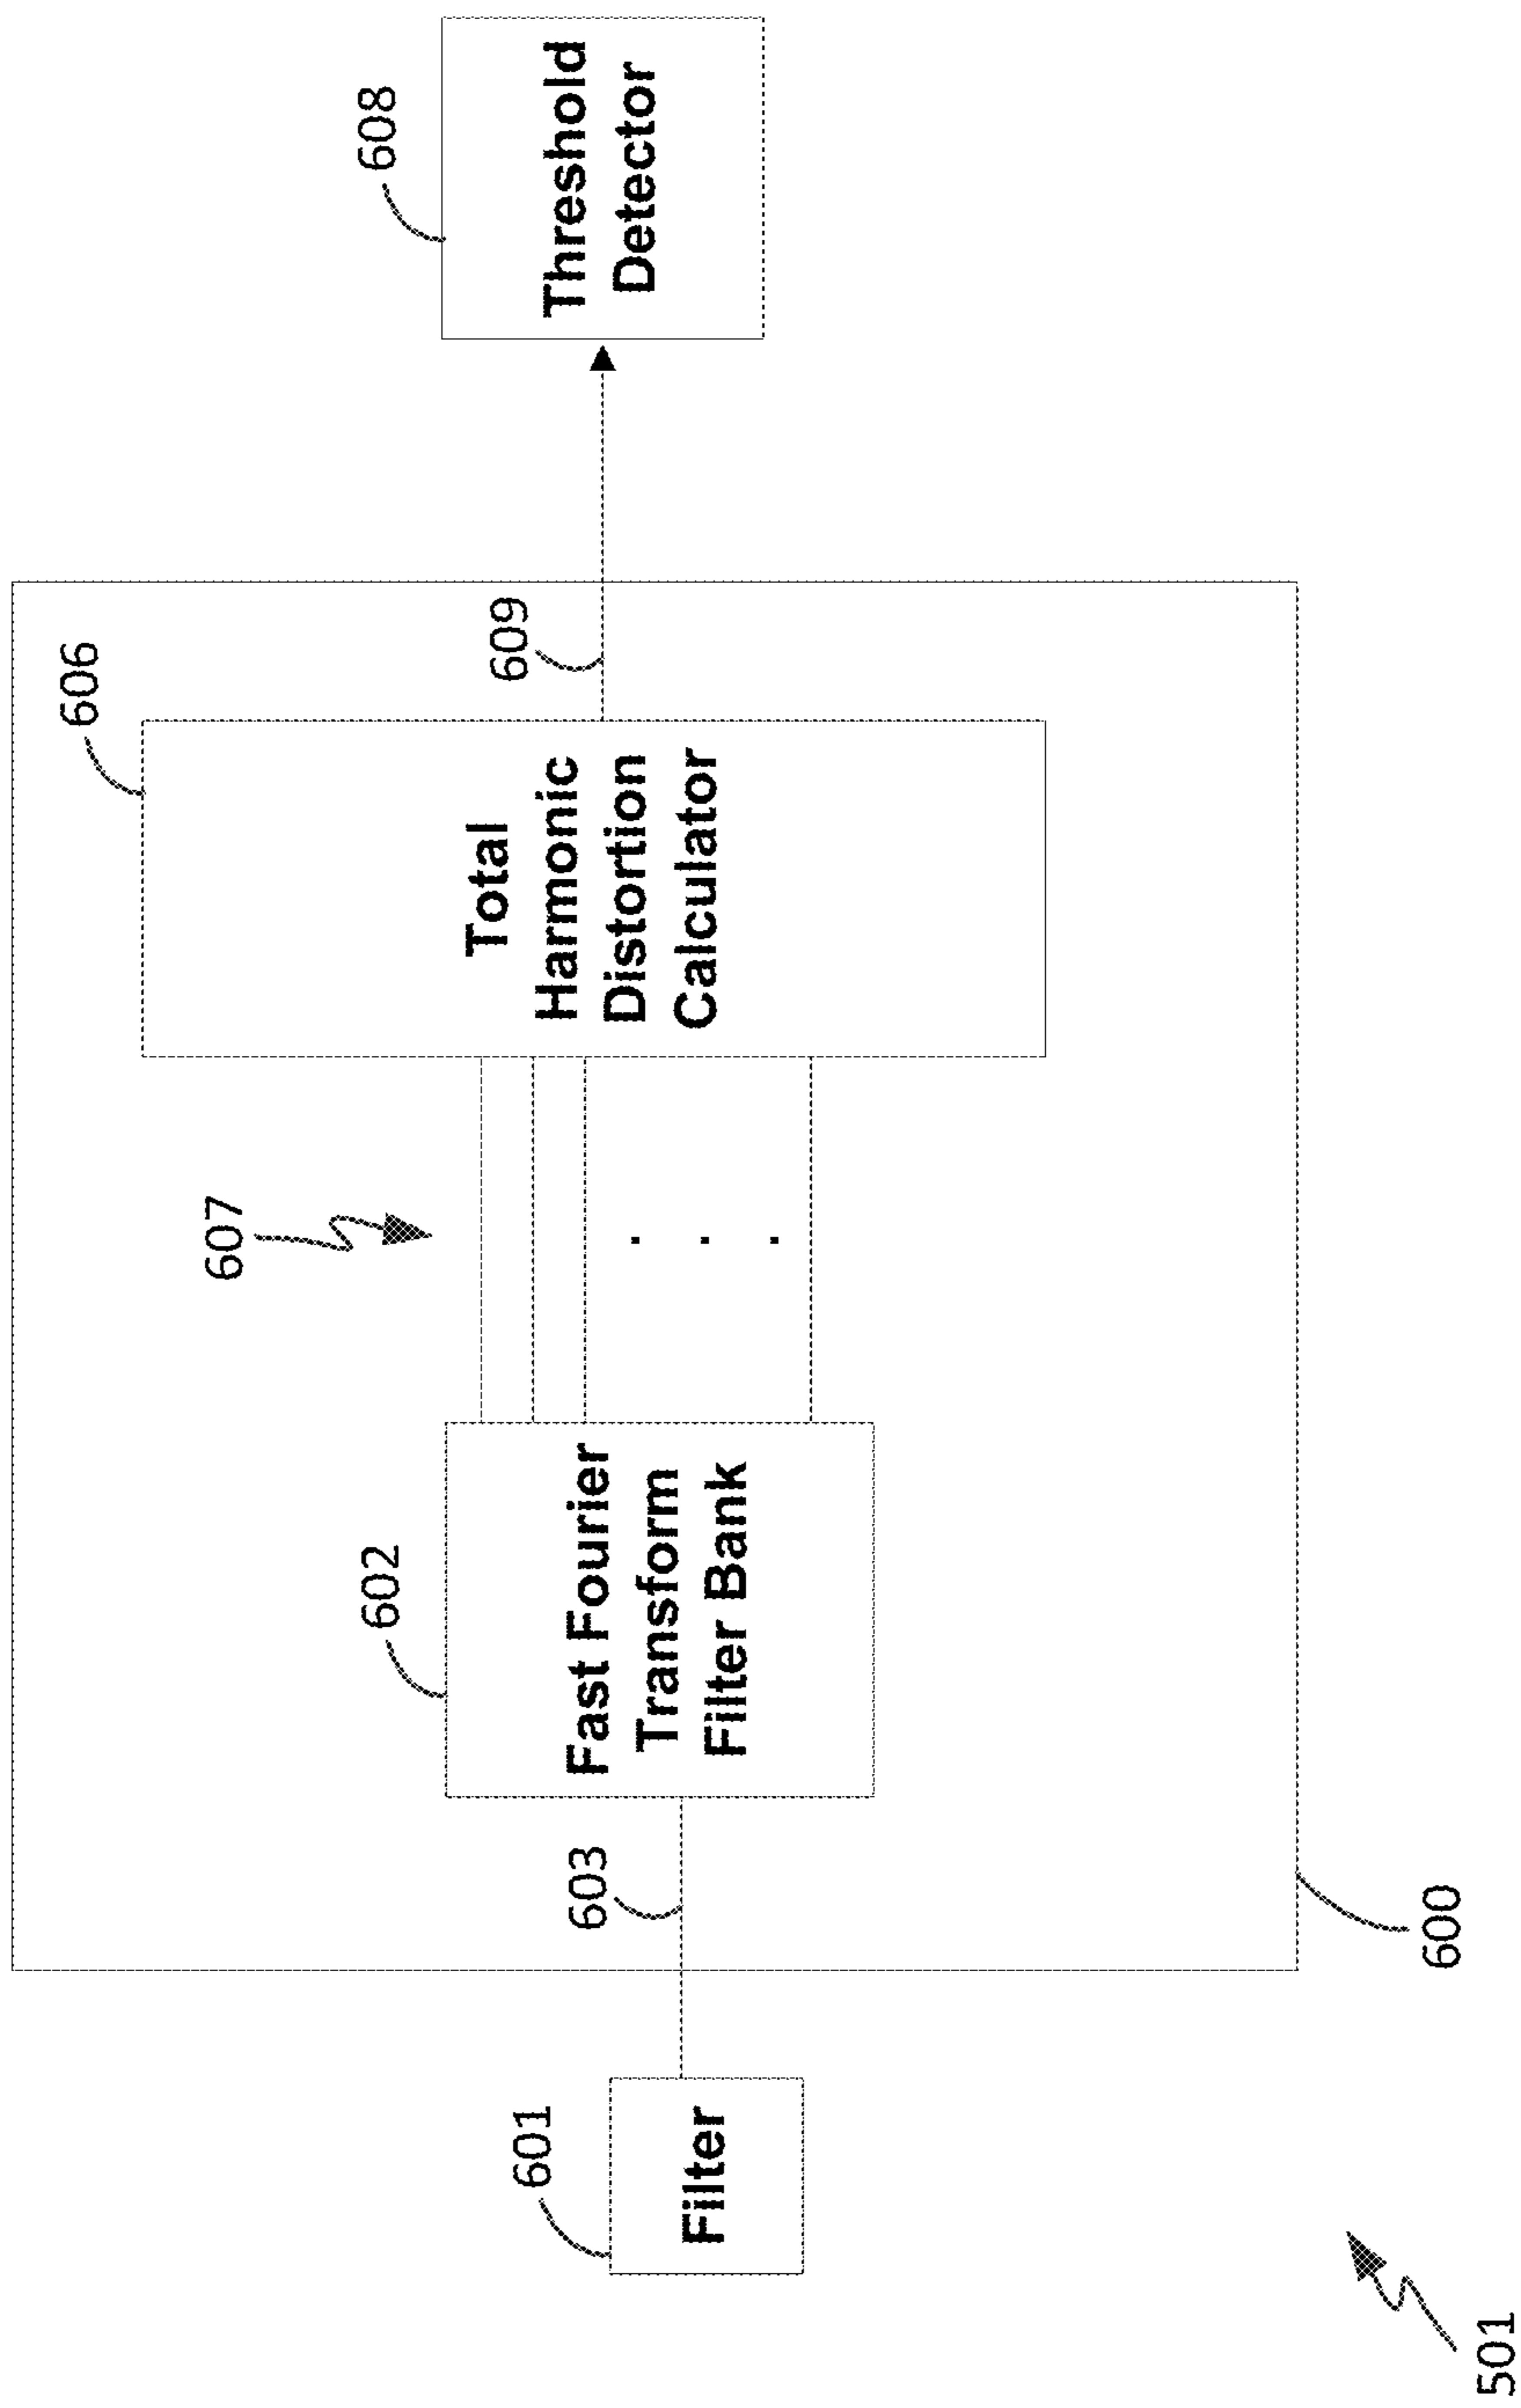 601
Filter
603
602
Fast Fourier
Transform
Filter Bank
607
. . .
606
Total
Harmonic
Distortion
Calculator
609
608
Threshold
Detector
600
501